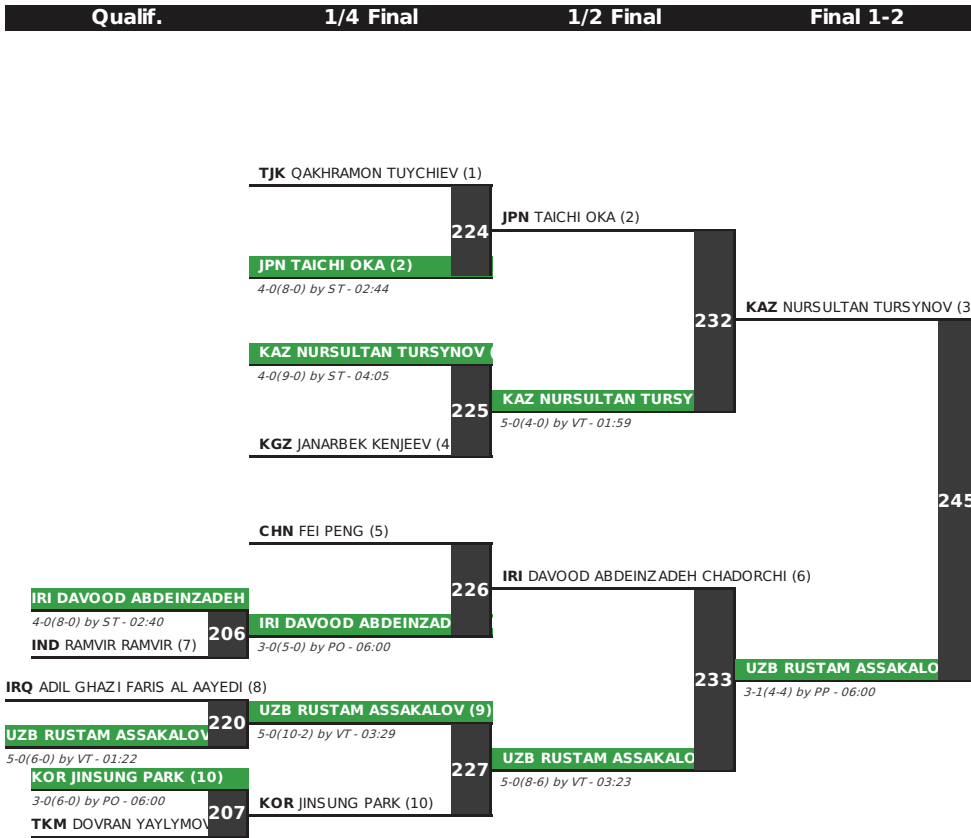 Qualif. 1/4 Final 1/2 Final Final 1-2
TJK QAKHRAMON TUYCHIEV (1)
224
JPN TAICHI OKA (2)
4-0(8-0) by ST - 02:44
KAZ NURSULTAN TURSYNOV (
4-0(9-0) by ST - 04:05
225
KGZ JANARBEK KENJEEV (4
JPN TAICHI OKA (2)
232
KAZ NURSULTAN TURSY
5-0(4-0) by VT - 01:59
KAZ NURSULTAN TURSYNOV (3
245
CHN FEI PENG (5)
226
IRI DAVOOD ABDEINZADEH
4-0(8-0) by ST - 02:40
206
IND RAMVIR RAMVIR (7)
IRI DAVOOD ABDEINZAD
3-0(5-0) by PO - 06:00
IRI DAVOOD ABDEINZADEH CHADORCHI (6)
233
UZB RUSTAM ASSAKALO
3-1(4-4) by PP - 06:00
IRQ ADIL GHAZI FARIS AL AAYEDI (8)
220
UZB RUSTAM ASSAKALOV
5-0(6-0) by VT - 01:22
UZB RUSTAM ASSAKALOV (9)
5-0(10-2) by VT - 03:29
227
UZB RUSTAM ASSAKALO
5-0(8-6) by VT - 03:23
KOR JINSUNG PARK (10)
3-0(6-0) by PO - 06:00
207
TKM DOVRAN YAYLYMOV
KOR JINSUNG PARK (10)